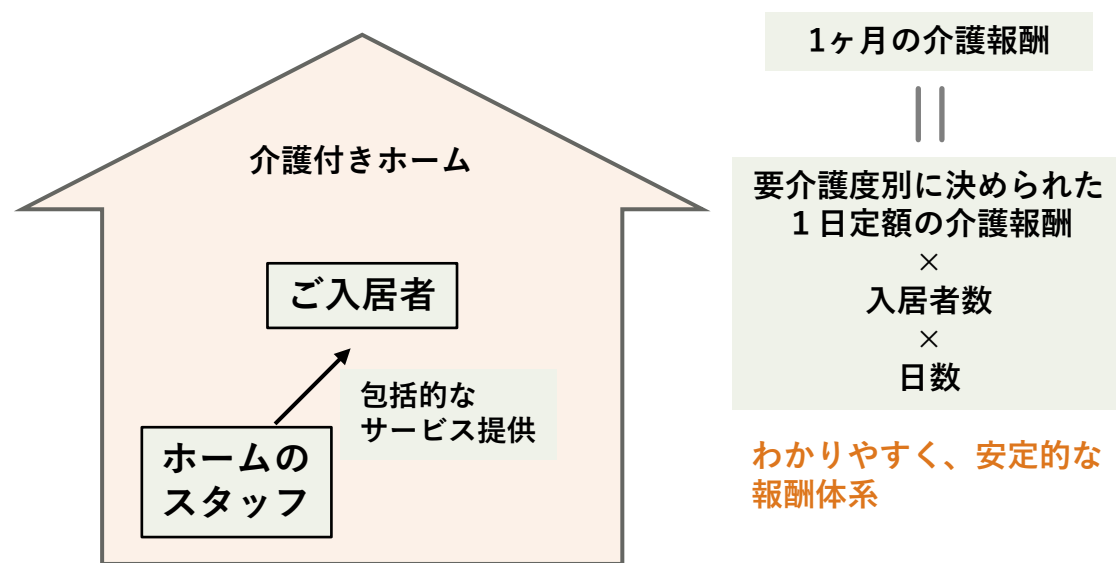 介護付きホーム
ご入居者
包括的な
サービス提供
ホームの
スタッフ
1ヶ月の介護報酬
要介護度別に決められた
１日定額の介護報酬
×
入居者数
×
日数
わかりやすく、安定的な
報酬体系